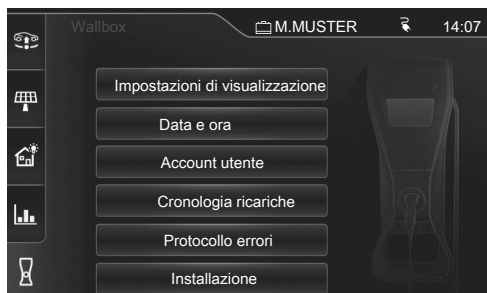 Wallbox M.MUSTER 14:07
Impostazioni di visualizzazione
Data e ora
Account utente
Cronologia ricariche
Protocollo errori
Installazione